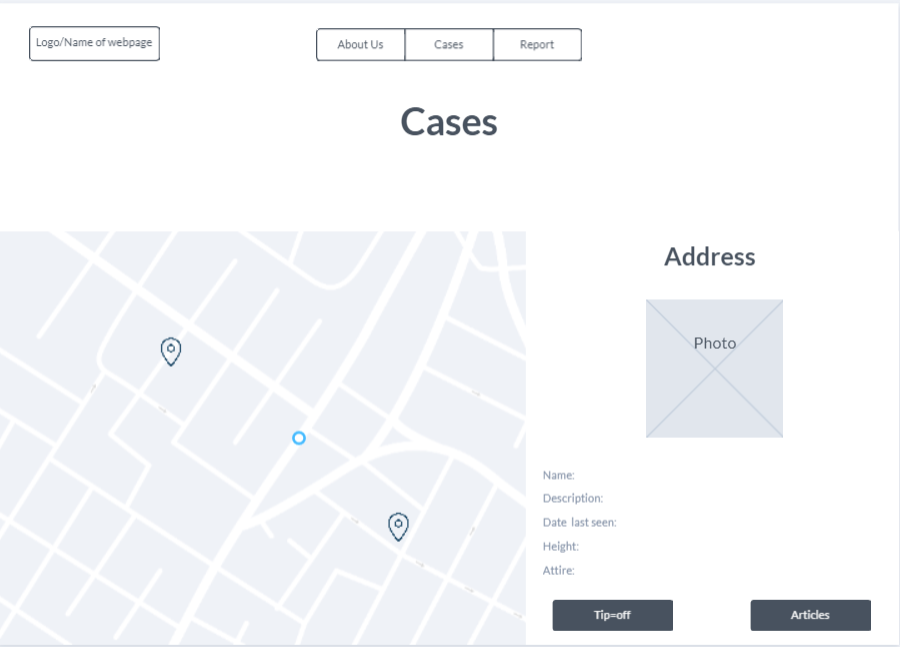 Logo/Name of webpage
About Us
Cases
Report
Cases
Address
Photo
Name:
Description:
Date last seen:
Height:
Attire:
Tip=off
Articles